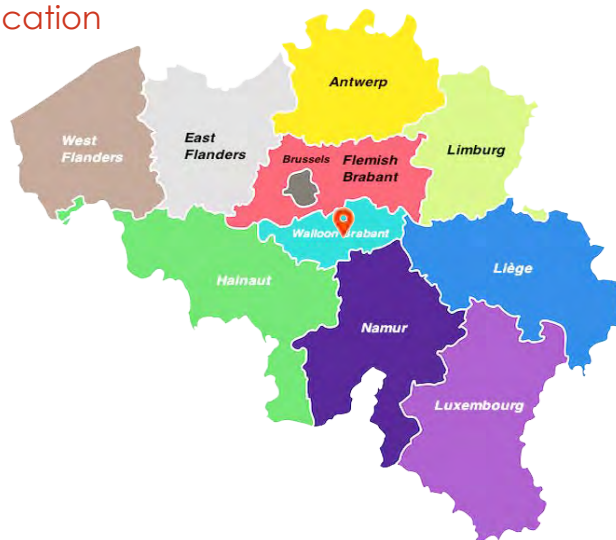 cation
Antwerp
West
Flanders
East
Flanders
Brussels
Flemish
Brabant
Limburg
Walloon Brabant
Hainaut
Liège
Namur
Luxembourg